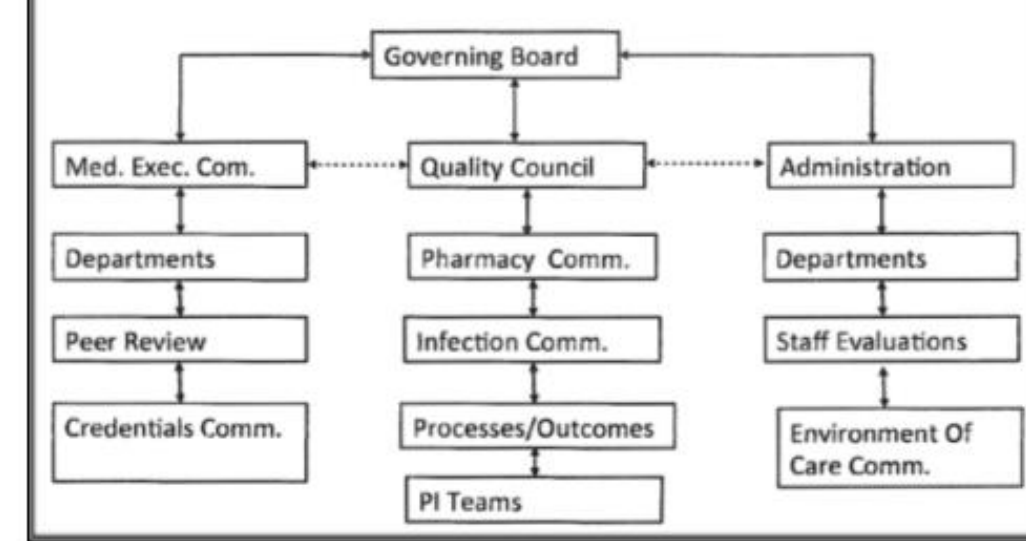 Governing Board
Med. Exec. Com.
Quality Council
Administration
Departments
Pharmacy Comm.
Departments
Peer Review
Infection Comm.
Staff Evaluations
Credentials Comm.
Processes/Outcomes
Environment Of
Care Comm.
PI Teams